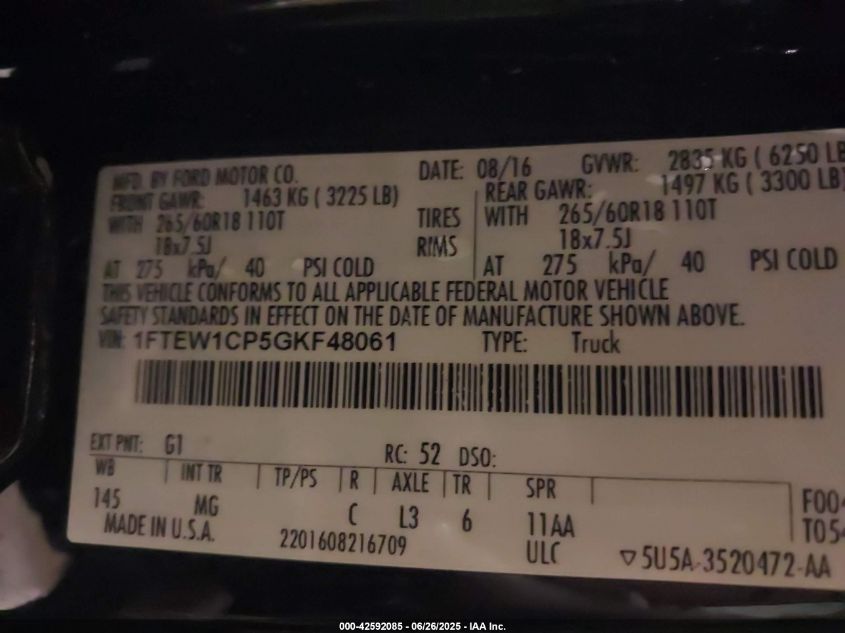 MFD. BY FORD MOTOR CO. DATE: 08/16 GVWR: 2835 KG ( 6250 LB
FRONT GAWR: 1463 KG ( 3225 LB) REAR GAWR: 1497 KG ( 3300 LB)
WITH 265/60R18 110T TIRES WITH 265/60R18 110T
18x7.5J RIMS 18x7.5J
AT 275 kPa/ 40 PSI COLD AT 275 kPa/ 40 PSI COLD
THIS VEHICLE CONFORMS TO ALL APPLICABLE FEDERAL MOTOR VEHICLE
SAFETY STANDARDS IN EFFECT ON THE DATE OF MANUFACTURE SHOWN ABOVE.
VIN: 1FTEW1CP5GKF48061 TYPE: Truck
EXT PNT: G1 RC: 52 DSO:
WB INT TR TP/PS R AXLE TR SPR
145 MG C L3 6 11AA F004
MADE IN U.S.A. 2201608216709 ULC T054
▽5U5A-3520472-AA
000-42592085 - 06/26/2025 - IAA Inc.